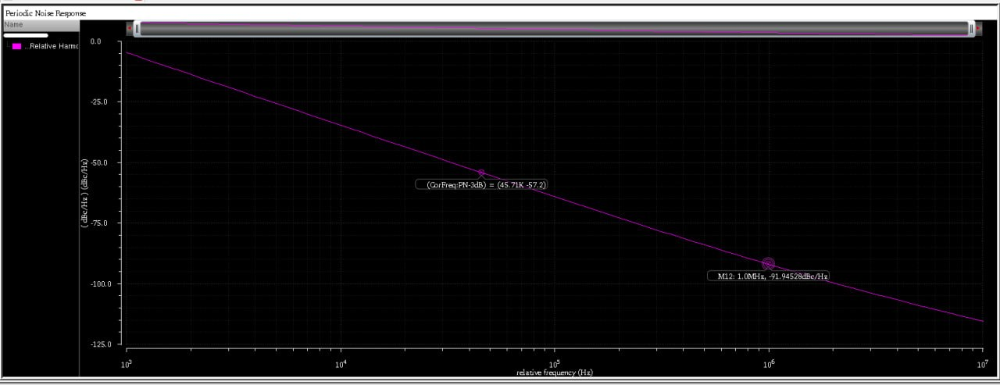 Periodic Noise Response
Name
...Relative Harmo
0.0
-25.0
-50.0
-75.0
-100.0
-125.0
( dBc/Hz ) (dBc/Hz)
(CorFreq:PN-3dB) = (45.71K -57.2)
M12: 1.0MHz, -91.94528dBc/Hz
10³
10⁴
10⁵
10⁶
10⁷
relative frequency (Hz)